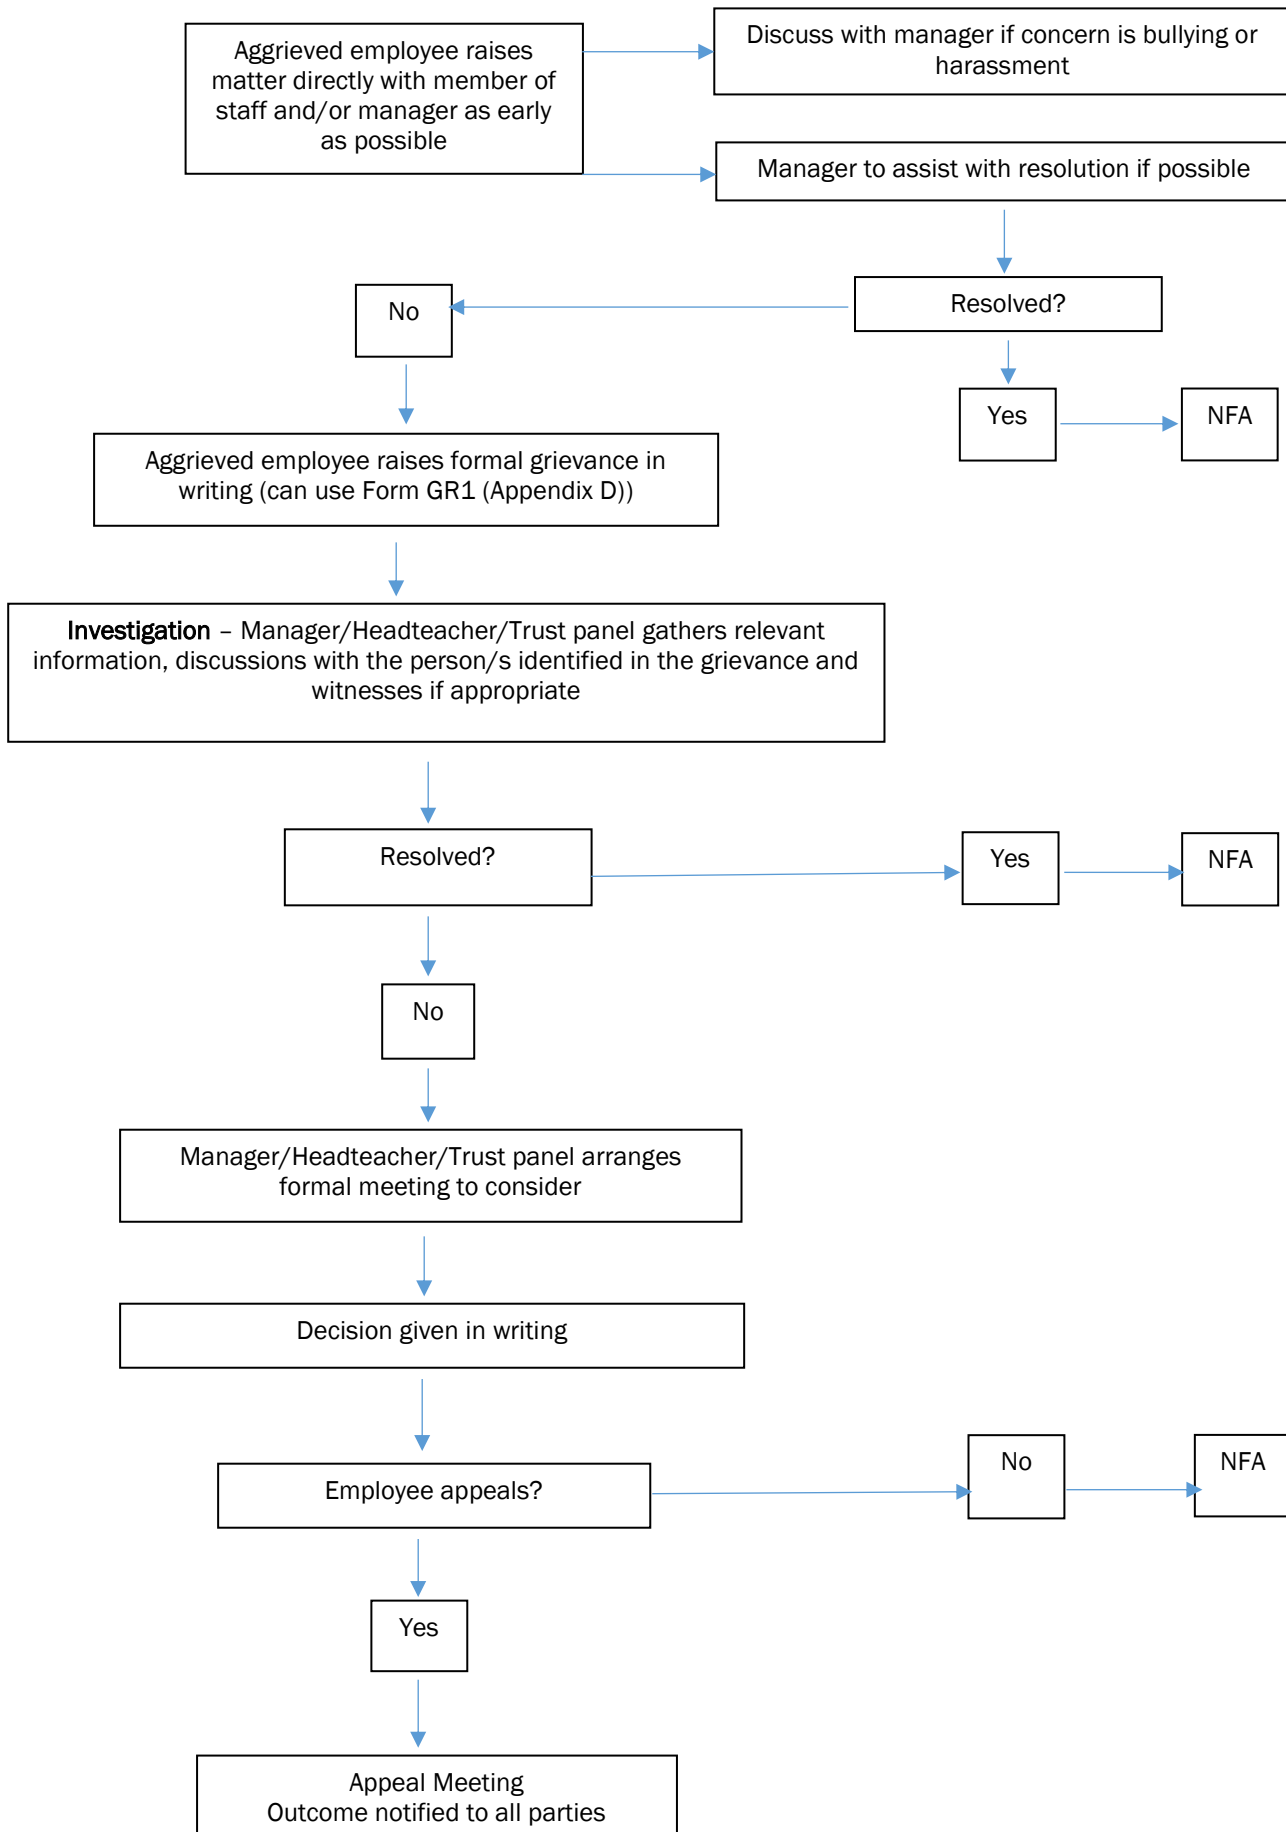 Aggrieved employee raises
matter directly with member of
staff and/or manager as early
as possible
Discuss with manager if concern is bullying or
harassment
Manager to assist with resolution if possible
Resolved?
No
Yes
NFA
Aggrieved employee raises formal grievance in
writing (can use Form GR1 (Appendix D))
Investigation – Manager/Headteacher/Trust panel gathers relevant
information, discussions with the person/s identified in the grievance and
witnesses if appropriate
Resolved?
Yes
NFA
No
Manager/Headteacher/Trust panel arranges
formal meeting to consider
Decision given in writing
Employee appeals?
No
NFA
Yes
Appeal Meeting
Outcome notified to all parties